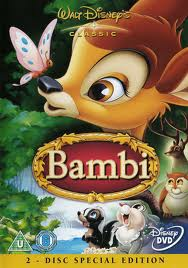 WALT DISNEY'S
CLASSIC
Bambi
U
DISNEY
DVD
2 - DISC SPECIAL EDITION